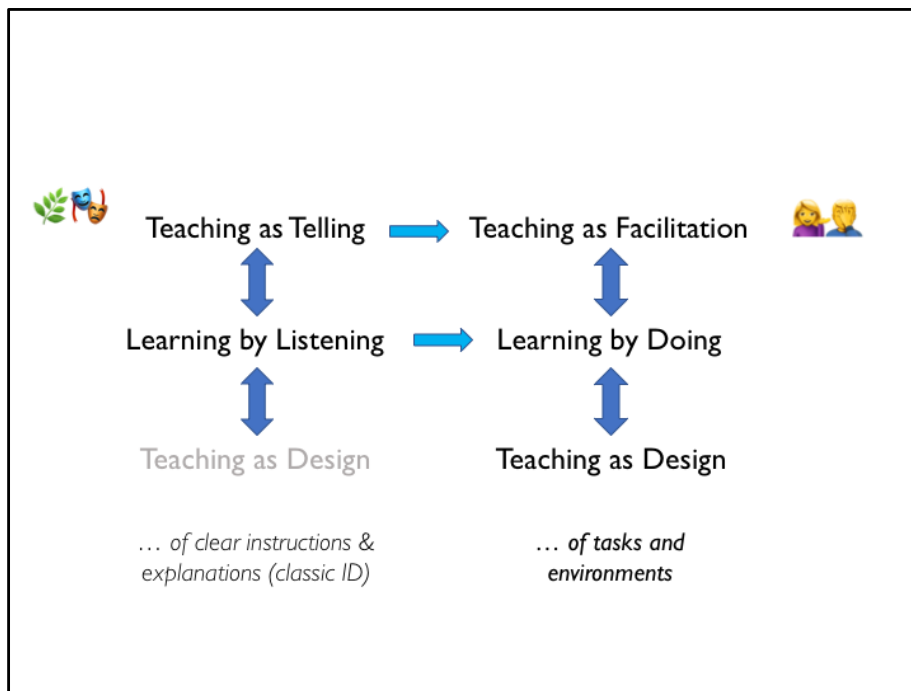 Teaching as Telling
Teaching as Facilitation
Learning by Listening
Learning by Doing
Teaching as Design
Teaching as Design
… of clear instructions &
explanations (classic ID)
… of tasks and
environments